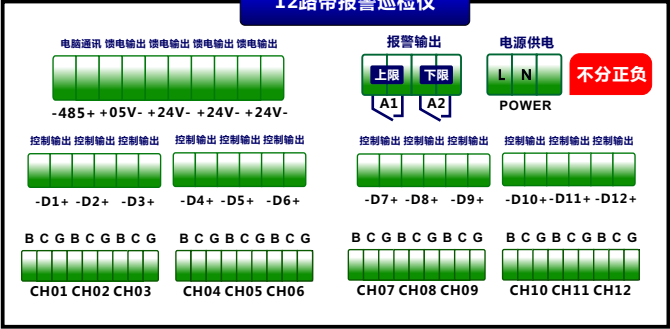 12路带报警巡检仪
电脑通讯 馈电输出 馈电输出 馈电输出 馈电输出
-485+ +05V- +24V- +24V- +24V-
报警输出
上限 下限
A1 A2
电源供电
L N
POWER
不分正负
控制输出 控制输出 控制输出 控制输出 控制输出 控制输出 控制输出 控制输出 控制输出 控制输出 控制输出 控制输出
-D1+ -D2+ -D3+ -D4+ -D5+ -D6+ -D7+ -D8+ -D9+ -D10+ -D11+ -D12+
B C G B C G B C G B C G B C G B C G B C G B C G B C G B C G B C G B C G
CH01 CH02 CH03 CH04 CH05 CH06 CH07 CH08 CH09 CH10 CH11 CH12